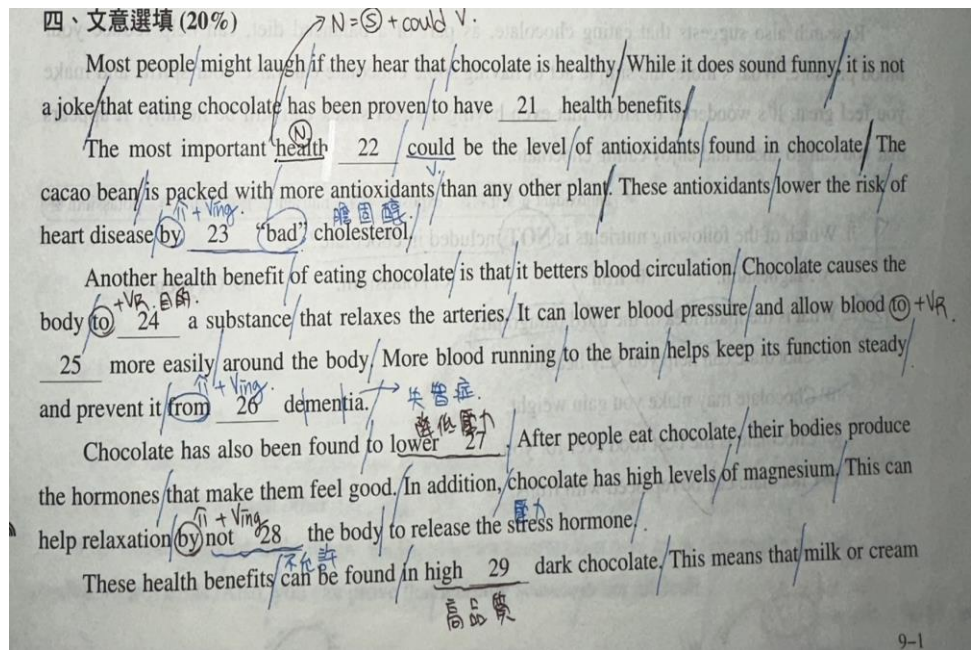 四、文意選填 (20%) ↗N=Ⓢ+could V.
Most people might laugh if they hear that chocolate is healthy. While it does sound funny, it is not
a joke that eating chocolate has been proven to have 21 health benefits.
Ⓝ
The most important health 22 could be the level of antioxidants found in chocolate. The
V.
cacao bean is packed with more antioxidants than any other plant. These antioxidants lower the risk of
+Ving. 膽固醇
heart disease by 23 "bad" cholesterol.
Another health benefit of eating chocolate is that it betters blood circulation. Chocolate causes the
+VR. 目的.
body to 24 a substance that relaxes the arteries. It can lower blood pressure and allow blood to +VR.
25 more easily around the body. More blood running to the brain helps keep its function steady
+Ving.
and prevent it from 26 dementia. → 失智症.
降低壓力
Chocolate has also been found to lower 27 . After people eat chocolate, their bodies produce
the hormones that make them feel good. In addition, chocolate has high levels of magnesium. This can
+Ving 壓力
help relaxation by not 28 the body to release the stress hormone.
不允許
These health benefits can be found in high 29 dark chocolate. This means that milk or cream
高品質
9-1